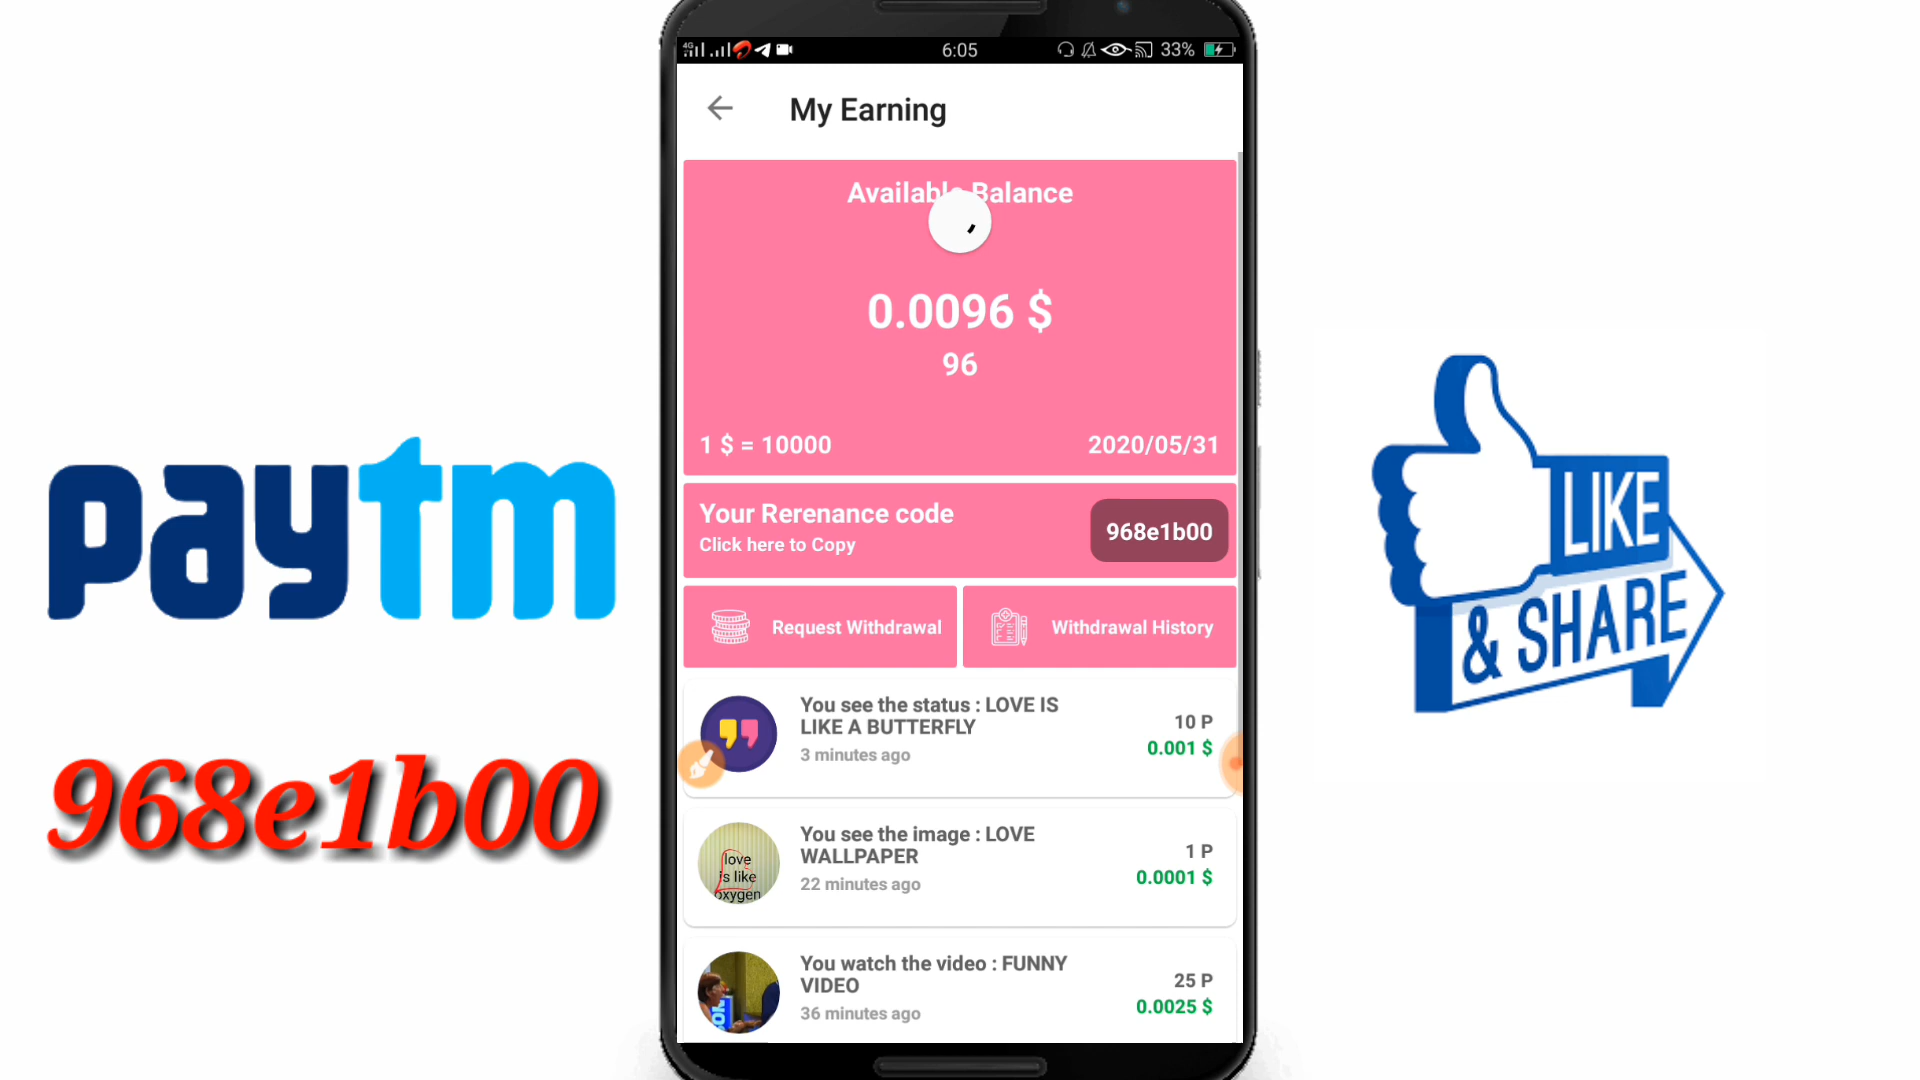 6:05
33%
My Earning
Available Balance
0.0096 $
96
1 $ = 10000
2020/05/31
Your Rerenance code
Click here to Copy
968e1b00
Request Withdrawal
Withdrawal History
You see the status : LOVE IS
LIKE A BUTTERFLY
3 minutes ago
10 P
0.001 $
You see the image : LOVE
WALLPAPER
22 minutes ago
1 P
0.0001 $
love
is like
oxygen
You watch the video : FUNNY
VIDEO
36 minutes ago
25 P
0.0025 $
paytm
968e1b00
LIKE
& SHARE